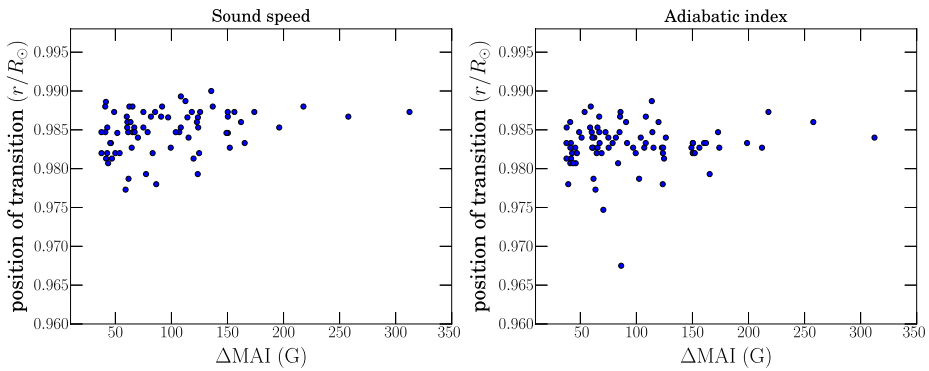 Sound speed
position of transition (r/R⊙)
0.995
0.990
0.985
0.980
0.975
0.970
0.965
0.960
50 100 150 200 250 300 350
ΔMAI (G)
Adiabatic index
position of transition (r/R⊙)
0.995
0.990
0.985
0.980
0.975
0.970
0.965
0.960
50 100 150 200 250 300 350
ΔMAI (G)